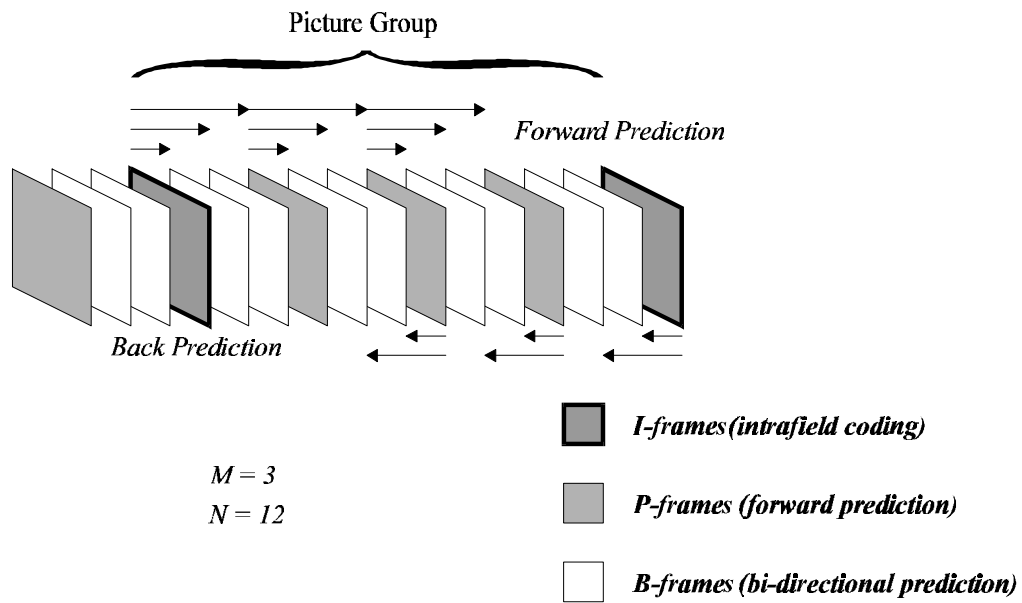 Picture Group
Forward Prediction
Back Prediction
I-frames(intrafield coding)
M = 3
N = 12
P-frames (forward prediction)
B-frames (bi-directional prediction)